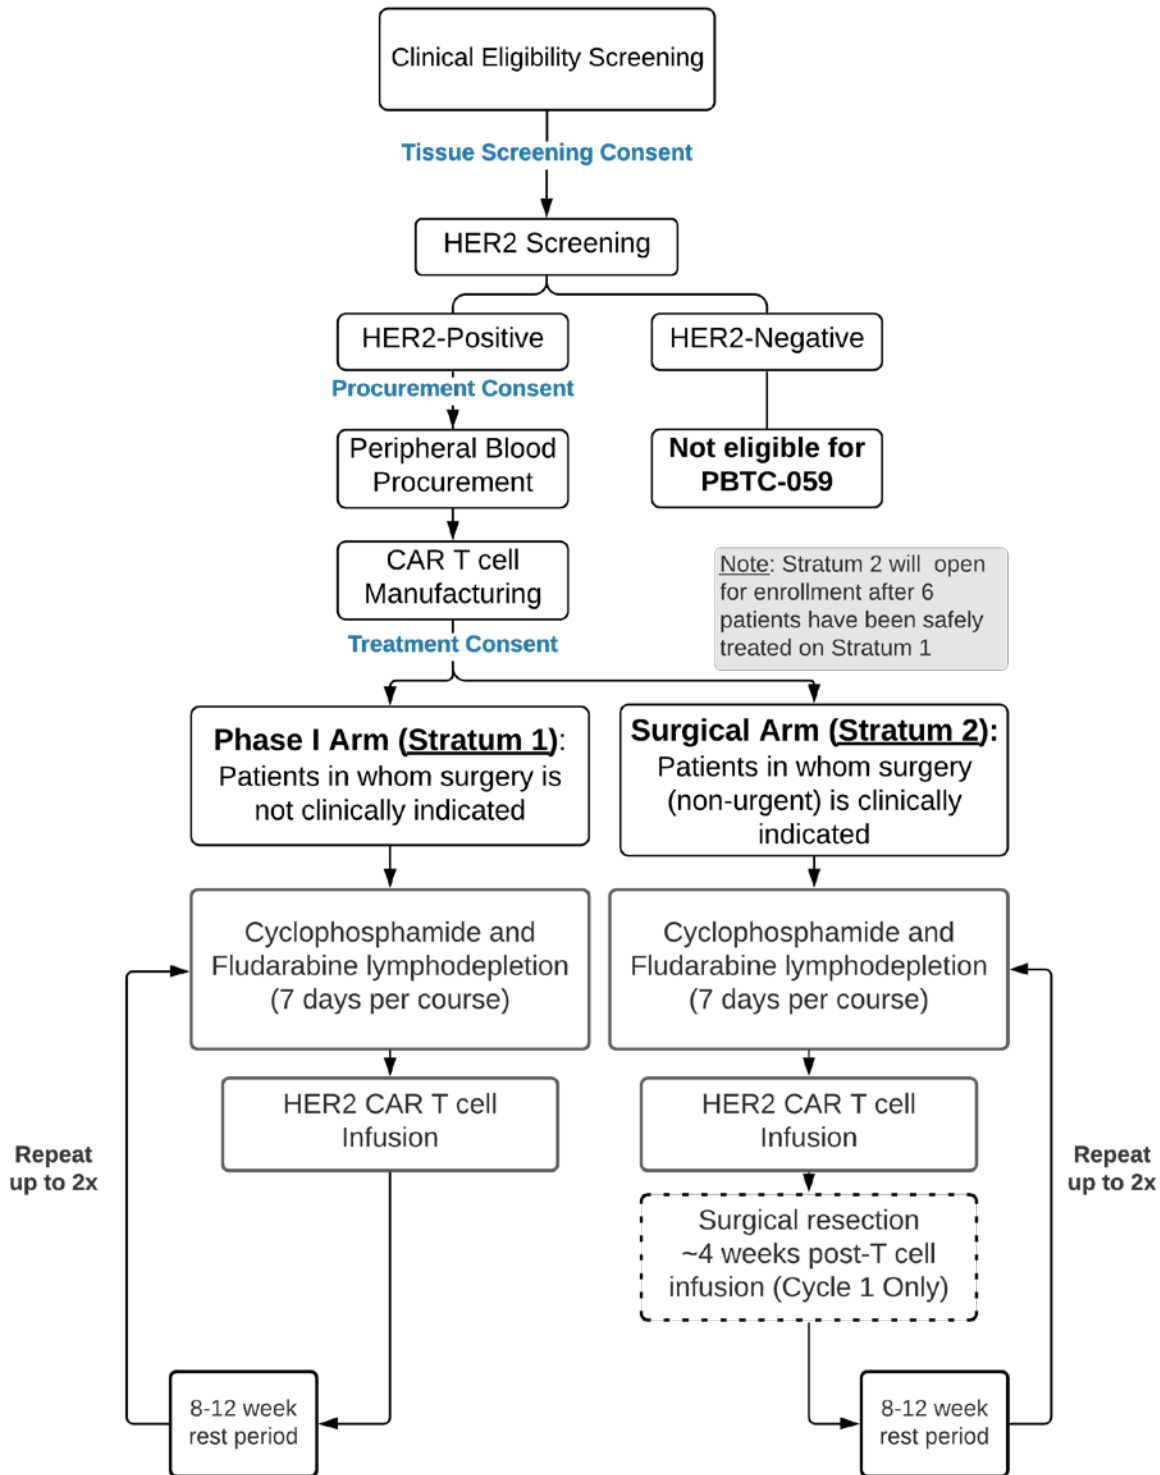 Clinical Eligibility Screening
Tissue Screening Consent
HER2 Screening
HER2-Positive
HER2-Negative
Procurement Consent
Peripheral Blood
Procurement
Not eligible for
PBTC-059
CAR T cell
Manufacturing
Note: Stratum 2 will open
for enrollment after 6
patients have been safely
treated on Stratum 1
Treatment Consent
Phase I Arm (Stratum 1):
Patients in whom surgery is
not clinically indicated
Surgical Arm (Stratum 2):
Patients in whom surgery
(non-urgent) is clinically
indicated
Cyclophosphamide and
Fludarabine lymphodepletion
(7 days per course)
Cyclophosphamide and
Fludarabine lymphodepletion
(7 days per course)
HER2 CAR T cell
Infusion
HER2 CAR T cell
Infusion
Repeat
up to 2x
Repeat
up to 2x
Surgical resection
~4 weeks post-T cell
infusion (Cycle 1 Only)
8-12 week
rest period
8-12 week
rest period